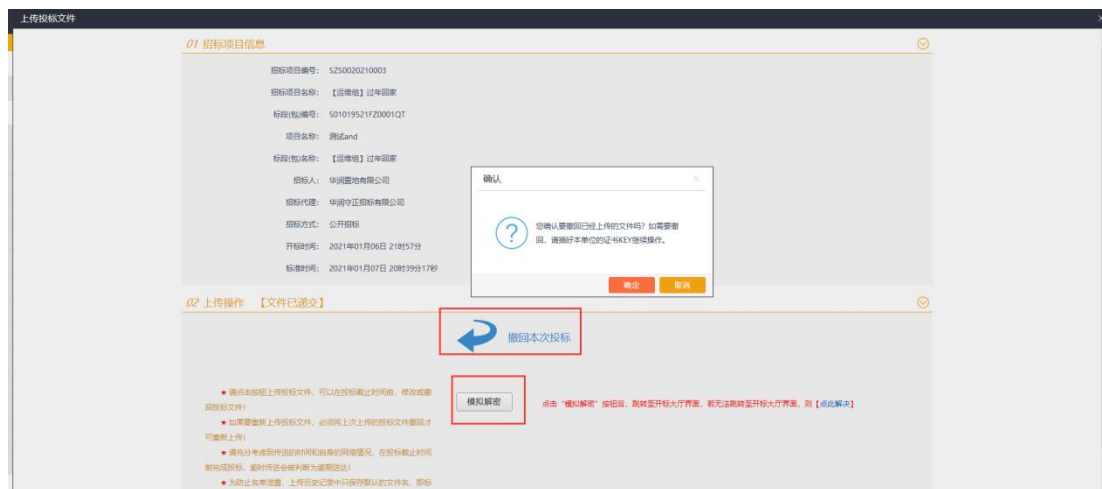 上传投标文件
01 招标项目信息
招标项目编号: SZS0020210003
招标项目名称: 【运维组】过年回家
标段(包)编号: S01019521FZ0001QT
项目名称: 测试and
标段(包)名称: 【运维组】过年回家
招标人: 华润置地有限公司
招标代理: 华润守正招标有限公司
招标方式: 公开招标
开标时间: 2021年01月06日 21时57分
标准时间: 2021年01月07日 20时39分17秒
确认
您确认要撤回已经上传的文件吗？如需要撤
回，请插好本单位的证书KEY继续操作。
确定 取消
02 上传操作 【文件已递交】
撤回本次投标
★ 请点击按钮上传投标文件，可以在投标截止时间前，修改或撤
回投标文件!
★ 如果要重新上传投标文件，必须将上次上传的投标文件撤回才
可重新上传!
★ 请充分考虑到传送的时间和自身的网络情况，在投标截止时间
前完成投标，逾时传送会被判断为逾期送达!
★ 为防止名单泄露，上传历史记录中只保存默认的文件名，即标
模拟解密
点击“模拟解密”按钮后，跳转至开标大厅界面，若无法跳转至开标大厅界面，则【点此解决】